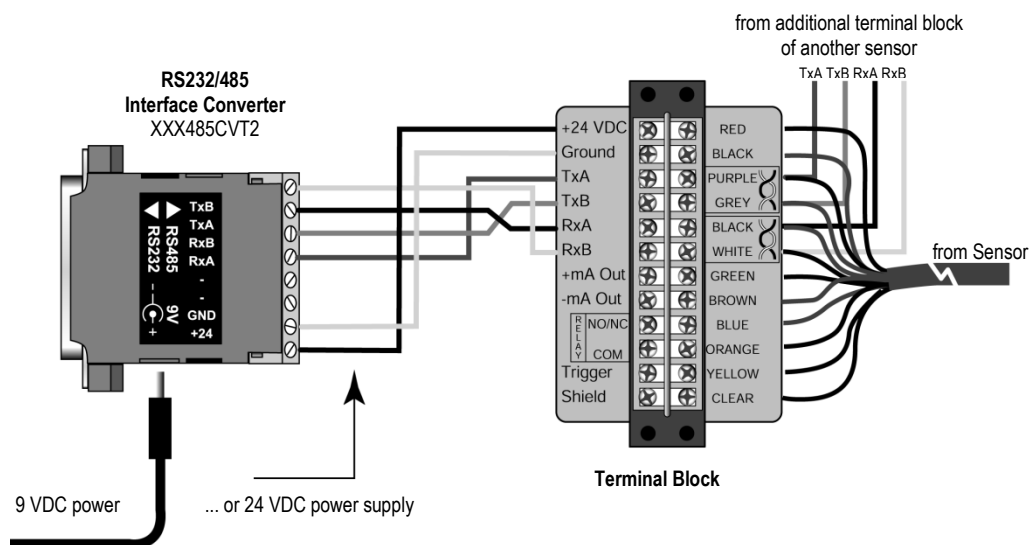 from additional terminal block
of another sensor
TxA TxB RxA RxB
RS232/485
Interface Converter
XXX485CVT2
TxB
TxA
RxB
RxA
-
-
GND
+24
RS485
RS232
9V
- +
+24 VDC
Ground
TxA
TxB
RxA
RxB
+mA Out
-mA Out
RELAY
NO/NC
COM
Trigger
Shield
RED
BLACK
PURPLE
GREY
BLACK
WHITE
GREEN
BROWN
BLUE
ORANGE
YELLOW
CLEAR
from Sensor
Terminal Block
9 VDC power
... or 24 VDC power supply